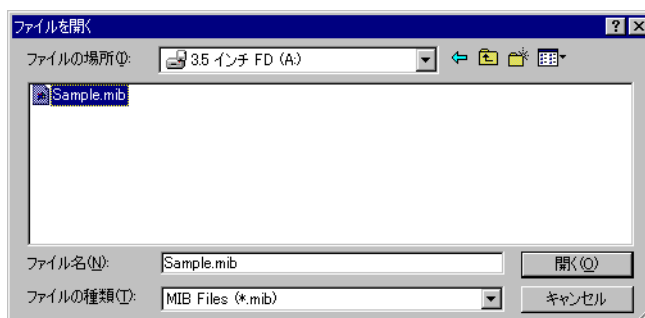 ファイルを開く
ファイルの場所(I): 3.5 インチ FD (A:)
Sample.mib
ファイル名(N): Sample.mib 開く(O)
ファイルの種類(T): MIB Files (*.mib) キャンセル